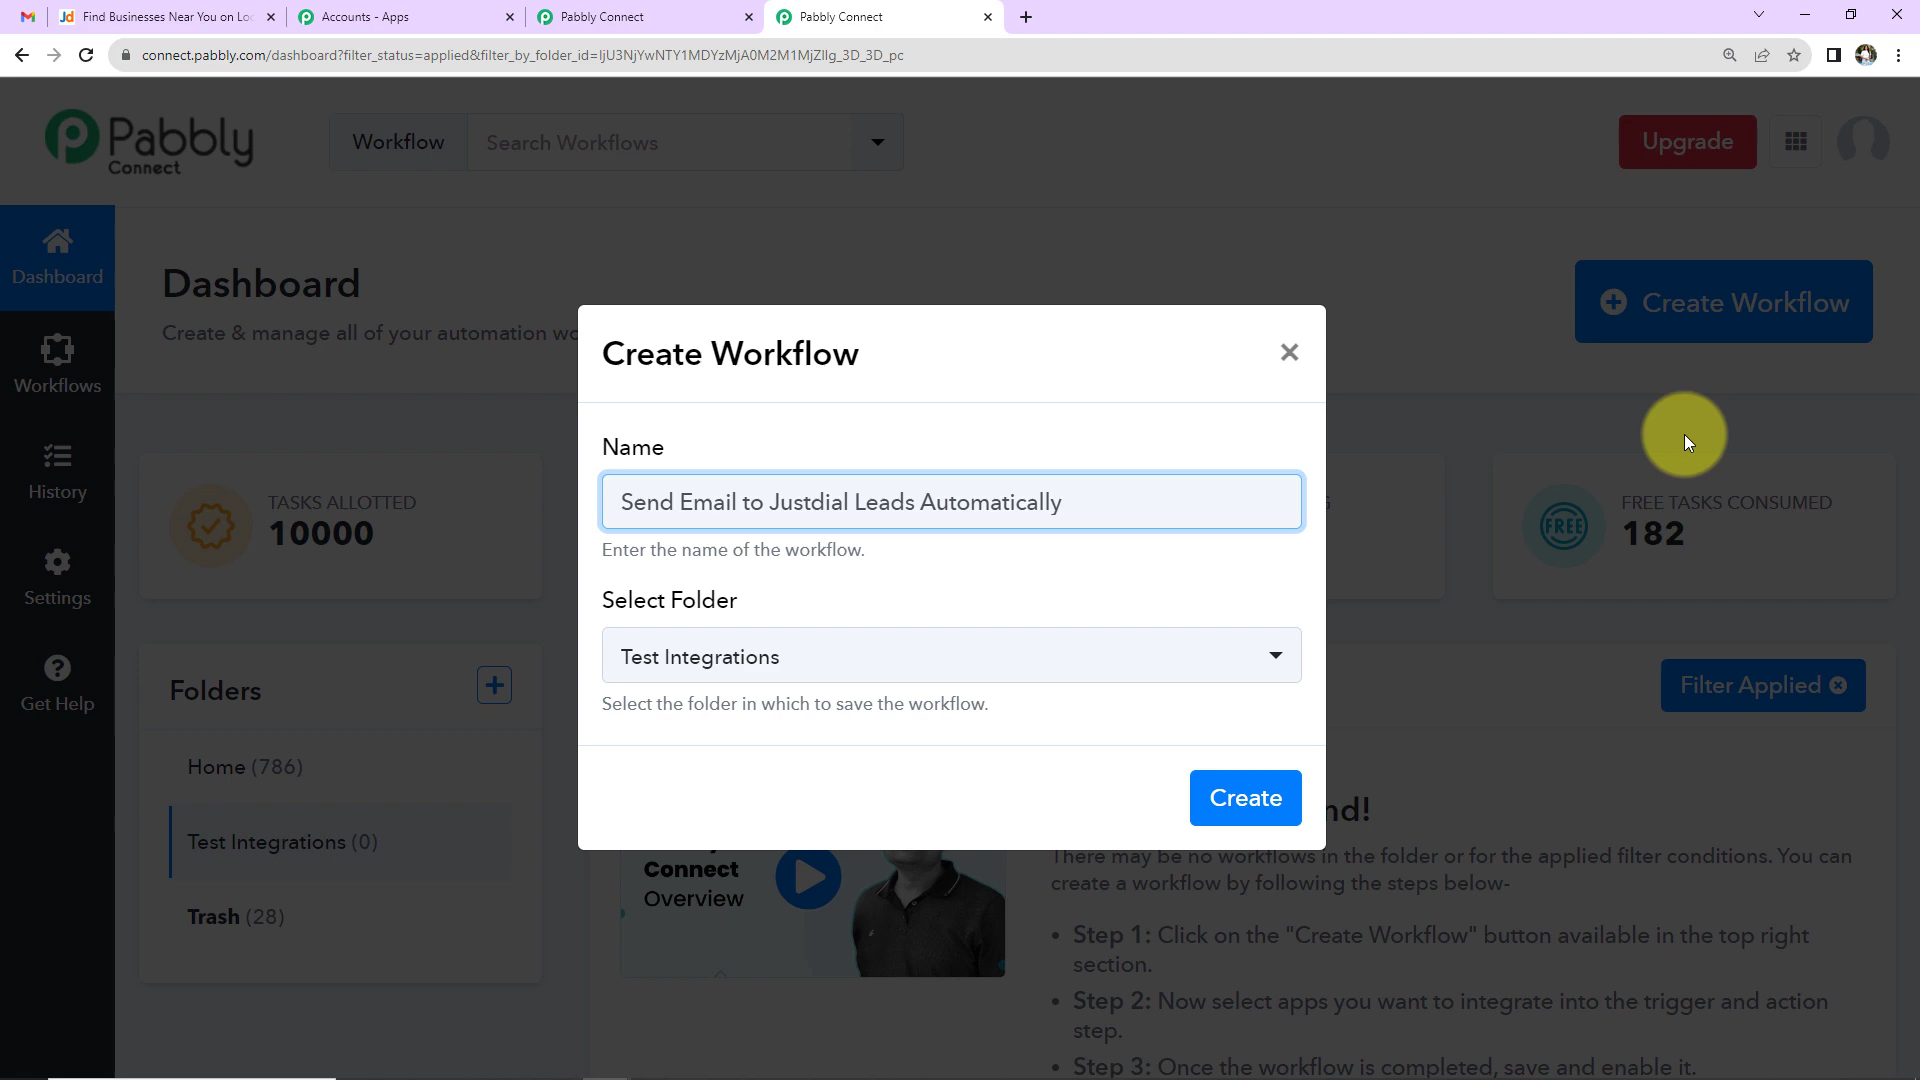 Find Businesses Near You on Lo
Accounts - Apps
Pabbly Connect
Pabbly Connect
connect.pabbly.com/dashboard?filter_status=applied&filter_by_folder_id=IjU3NjYwNTY1MDYzMjA0M2M1MjZlIg_3D_3D_pc
Pabbly
Connect
Workflow
Search Workflows
Upgrade
Dashboard
Workflows
History
Settings
Get Help
Dashboard
Create & manage all of your automation wo
Create Workflow
TASKS ALLOTTED
10000
FREE TASKS CONSUMED
FREE
182
Folders
Home (786)
Test Integrations (0)
Trash (28)
Create Workflow
Name
Send Email to Justdial Leads Automatically
Enter the name of the workflow.
Select Folder
Test Integrations
Select the folder in which to save the workflow.
Create
Filter Applied
nd!
Connect
Overview
There may be no workflows in the folder or for the applied filter conditions. You can
create a workflow by following the steps below-
• Step 1: Click on the "Create Workflow" button available in the top right
section.
• Step 2: Now select apps you want to integrate into the trigger and action
step.
• Step 3: Once the workflow is completed, save and enable it.